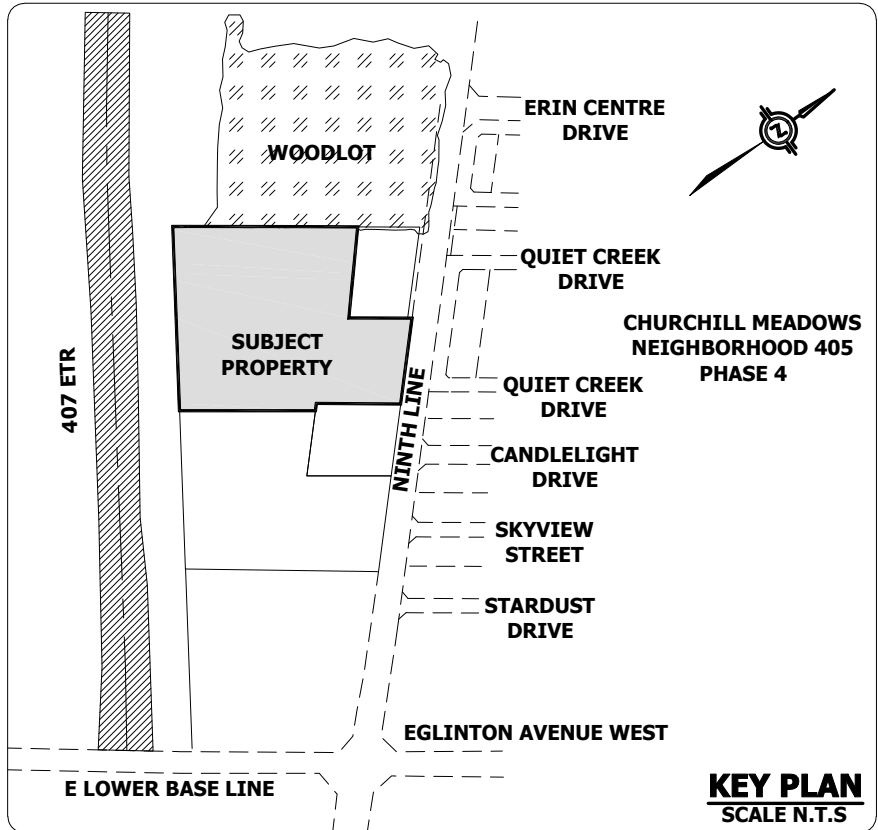 ERIN CENTRE
DRIVE
WOODLOT
QUIET CREEK
DRIVE
CHURCHILL MEADOWS
NEIGHBORHOOD 405
PHASE 4
SUBJECT
PROPERTY
407 ETR
NINTH LINE
QUIET CREEK
DRIVE
CANDLELIGHT
DRIVE
SKYVIEW
STREET
STARDUST
DRIVE
EGLINTON AVENUE WEST
E LOWER BASE LINE
KEY PLAN
SCALE N.T.S
N